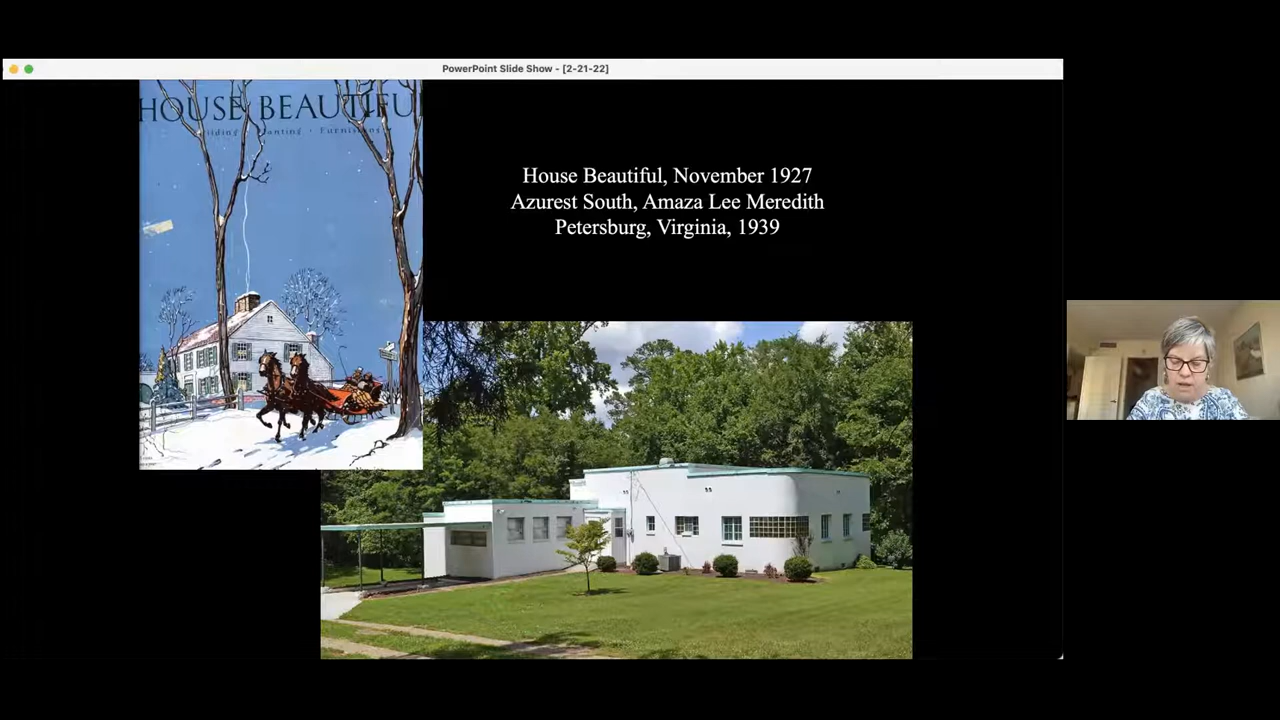 PowerPoint Slide Show - [2-21-22]
HOUSE BEAUTIFU
Furnishing
House Beautiful, November 1927
Azurest South, Amaza Lee Meredith
Petersburg, Virginia, 1939